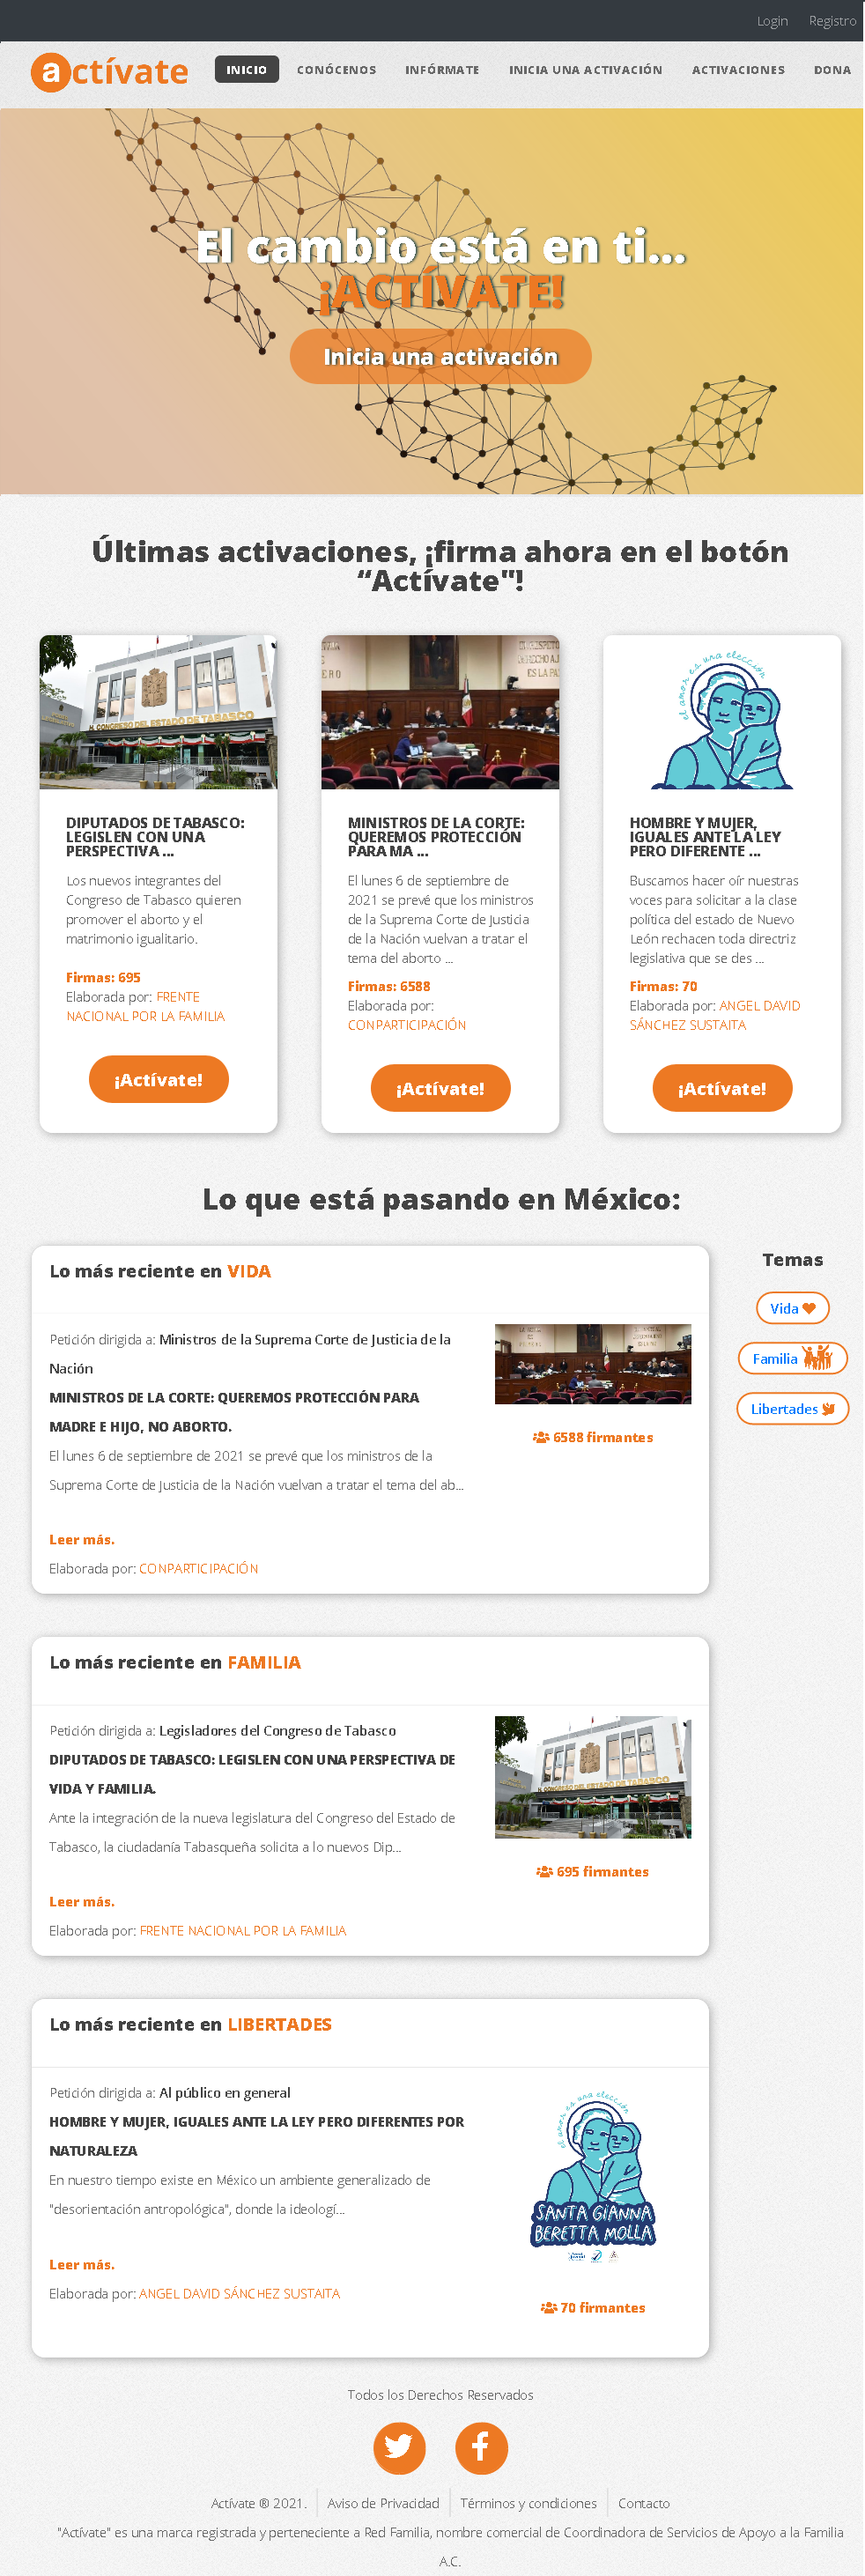 Login Registro
actívate INICIO CONÓCENOS INFÓRMATE INICIA UNA ACTIVACIÓN ACTIVACIONES DONA
El cambio está en ti...
¡ACTÍVATE!
Inicia una activación
Últimas activaciones, ¡firma ahora en el botón
“Actívate"!
H. CONGRESO DEL ESTADO DE TABASCO
DIPUTADOS DE TABASCO:
LEGISLEN CON UNA
PERSPECTIVA ...
Los nuevos integrantes del
Congreso de Tabasco quieren
promover el aborto y el
matrimonio igualitario.
Firmas: 695
Elaborada por: FRENTE
NACIONAL POR LA FAMILIA
¡Actívate!
MINISTROS DE LA CORTE:
QUEREMOS PROTECCIÓN
PARA MA ...
El lunes 6 de septiembre de
2021 se prevé que los ministros
de la Suprema Corte de Justicia
de la Nación vuelvan a tratar el
tema del aborto ...
Firmas: 6588
Elaborada por:
CONPARTICIPACIÓN
¡Actívate!
el amor es una elección
HOMBRE Y MUJER,
IGUALES ANTE LA LEY
PERO DIFERENTE ...
Buscamos hacer oír nuestras
voces para solicitar a la clase
política del estado de Nuevo
León rechacen toda directriz
legislativa que se des ...
Firmas: 70
Elaborada por: ANGEL DAVID
SÁNCHEZ SUSTAITA
¡Actívate!
Lo que está pasando en México:
Lo más reciente en VIDA
Petición dirigida a: Ministros de la Suprema Corte de Justicia de la
Nación
MINISTROS DE LA CORTE: QUEREMOS PROTECCIÓN PARA
MADRE E HIJO, NO ABORTO.
El lunes 6 de septiembre de 2021 se prevé que los ministros de la
Suprema Corte de Justicia de la Nación vuelvan a tratar el tema del ab...
Leer más.
Elaborada por: CONPARTICIPACIÓN
6588 firmantes
Temas
Vida
Familia
Libertades
Lo más reciente en FAMILIA
Petición dirigida a: Legisladores del Congreso de Tabasco
DIPUTADOS DE TABASCO: LEGISLEN CON UNA PERSPECTIVA DE
VIDA Y FAMILIA.
Ante la integración de la nueva legislatura del Congreso del Estado de
Tabasco, la ciudadanía Tabasqueña solicita a lo nuevos Dip...
Leer más.
Elaborada por: FRENTE NACIONAL POR LA FAMILIA
H. CONGRESO DEL ESTADO DE TABASCO
695 firmantes
Lo más reciente en LIBERTADES
Petición dirigida a: Al público en general
HOMBRE Y MUJER, IGUALES ANTE LA LEY PERO DIFERENTES POR
NATURALEZA
En nuestro tiempo existe en México un ambiente generalizado de
"desorientación antropológica", donde la ideologí...
Leer más.
Elaborada por: ANGEL DAVID SÁNCHEZ SUSTAITA
el amor es una elección
SANTA GIANNA
BERETTA MOLLA
70 firmantes
Todos los Derechos Reservados
Actívate ® 2021. Aviso de Privacidad Términos y condiciones Contacto
"Actívate" es una marca registrada y perteneciente a Red Familia, nombre comercial de Coordinadora de Servicios de Apoyo a la Familia
A.C.